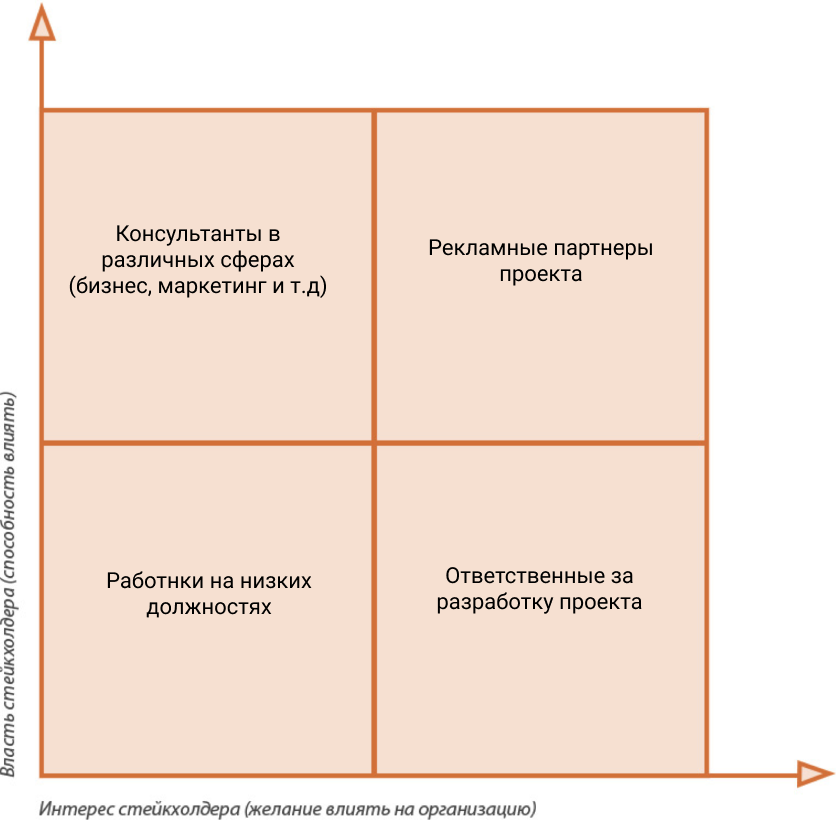 Консультанты в
различных сферах
(бизнес, маркетинг и т.д)
Рекламные партнеры
проекта
Власть стейкхолдера (способность влиять)
Работнки на низких
должностях
Ответственные за
разработку проекта
Интерес стейкхолдера (желание влиять на организацию)